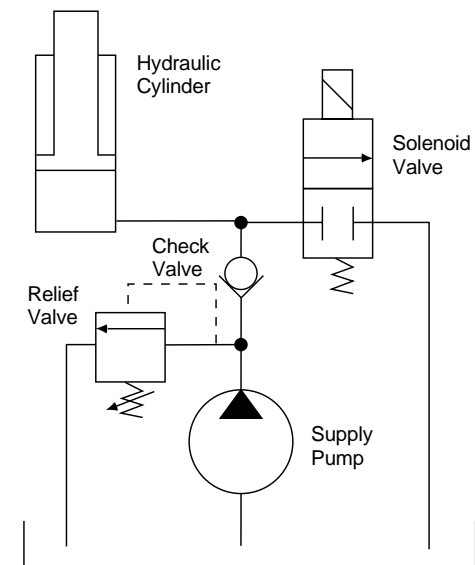 Hydraulic
Cylinder
Solenoid
Valve
Check
Valve
Relief
Valve
Supply
Pump